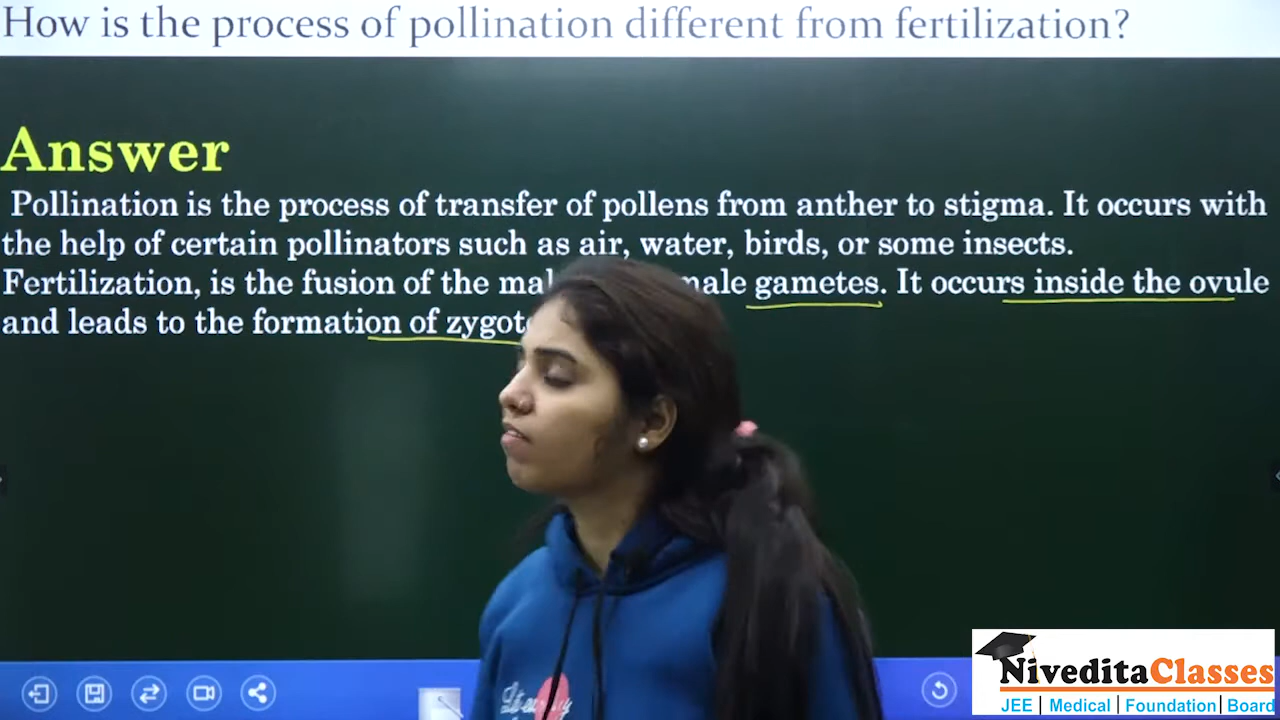 How is the process of pollination different from fertilization?
Answer
Pollination is the process of transfer of pollens from anther to stigma. It occurs with
the help of certain pollinators such as air, water, birds, or some insects.
Fertilization, is the fusion of the gametes. It occurs inside the ovule
and leads to the formation of
NiveditaClasses
JEE | Medical | Foundation | Board